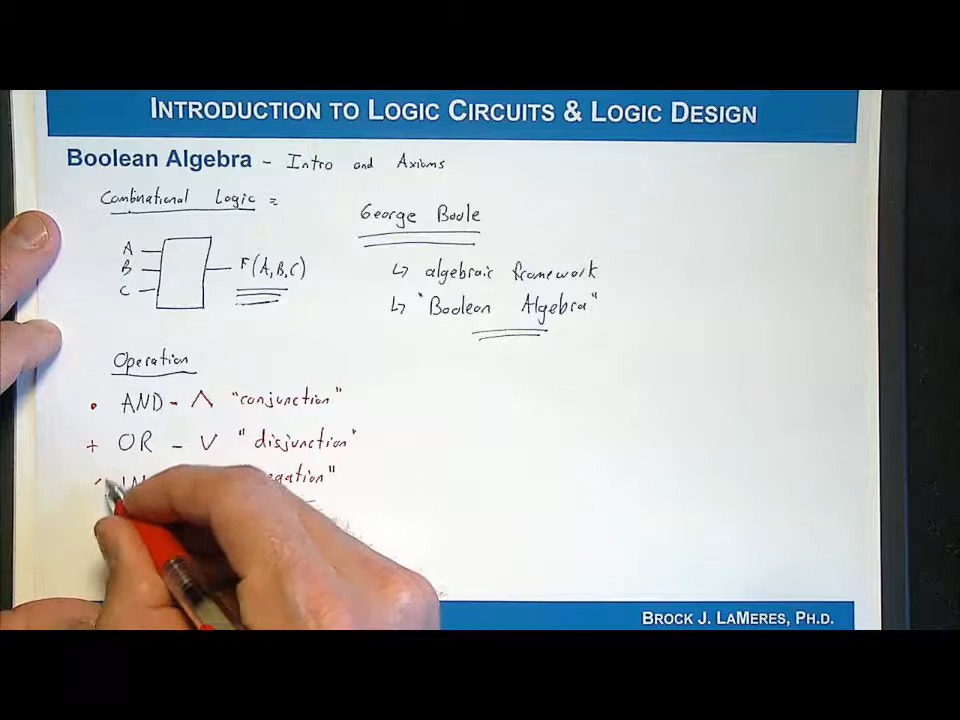 INTRODUCTION TO LOGIC CIRCUITS & LOGIC DESIGN
Boolean Algebra - Intro and Axioms
Combinational Logic =
A
B
C
F(A,B,C)
George Boole
↳ algebraic framework
↳ "Boolean Algebra"
Operation
• AND - ∧ "conjunction"
+ OR - ∨ "disjunction"
BROCK J. LAMERES, PH.D.